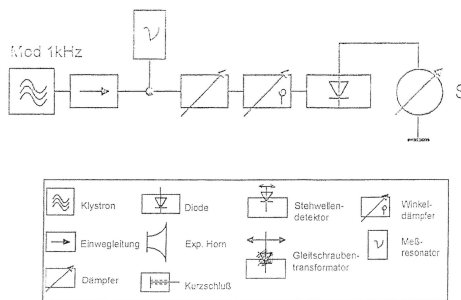 Mod 1kHz
ν
φ
S
Klystron
Diode
Stehwellen-
detektor
φ
Winkel-
dämpfer
Einwegleitung
Exp. Horn
Gleitschrauben-
transformator
ν
Meß-
resonator
Dämpfer
Kurzschluß